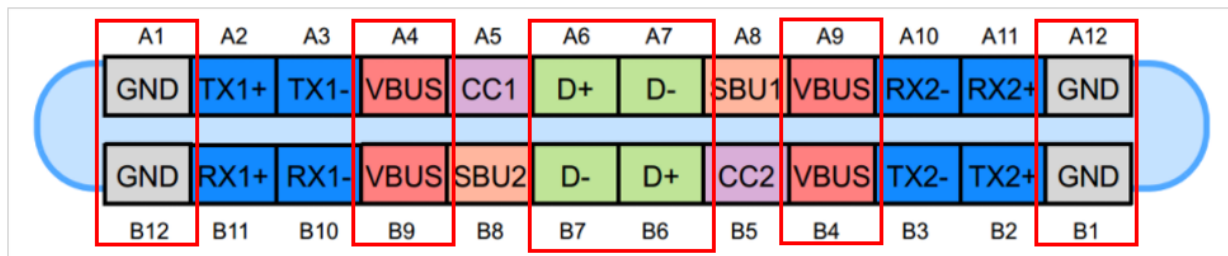 A1 A2 A3 A4 A5 A6 A7 A8 A9 A10 A11 A12
GND TX1+ TX1- VBUS CC1 D+ D- SBU1 VBUS RX2- RX2+ GND
GND RX1+ RX1- VBUS SBU2 D- D+ CC2 VBUS TX2- TX2+ GND
B12 B11 B10 B9 B8 B7 B6 B5 B4 B3 B2 B1